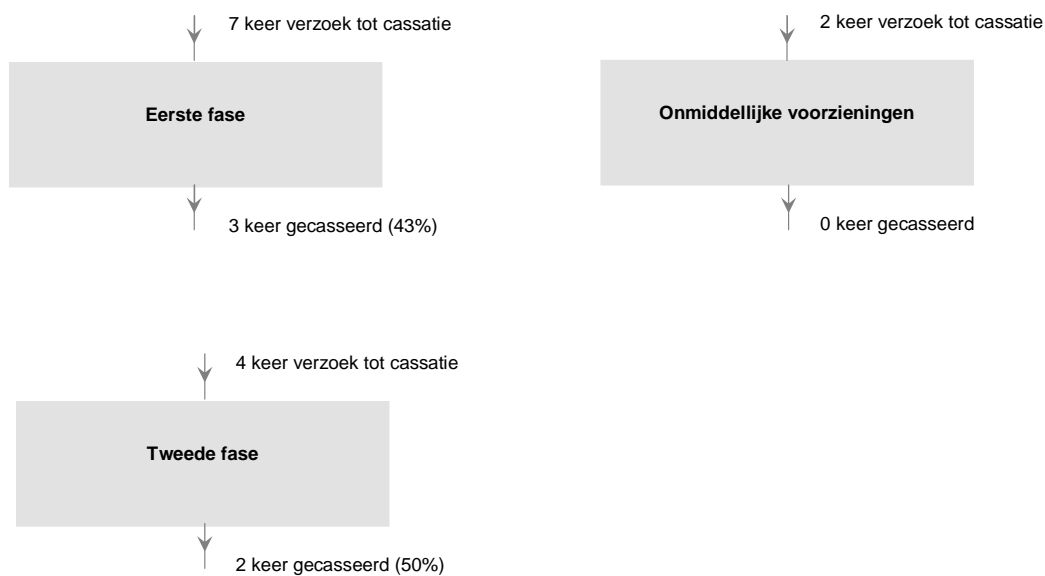 7 keer verzoek tot cassatie
Eerste fase
3 keer gecasseerd (43%)
2 keer verzoek tot cassatie
Onmiddellijke voorzieningen
0 keer gecasseerd
4 keer verzoek tot cassatie
Tweede fase
2 keer gecasseerd (50%)